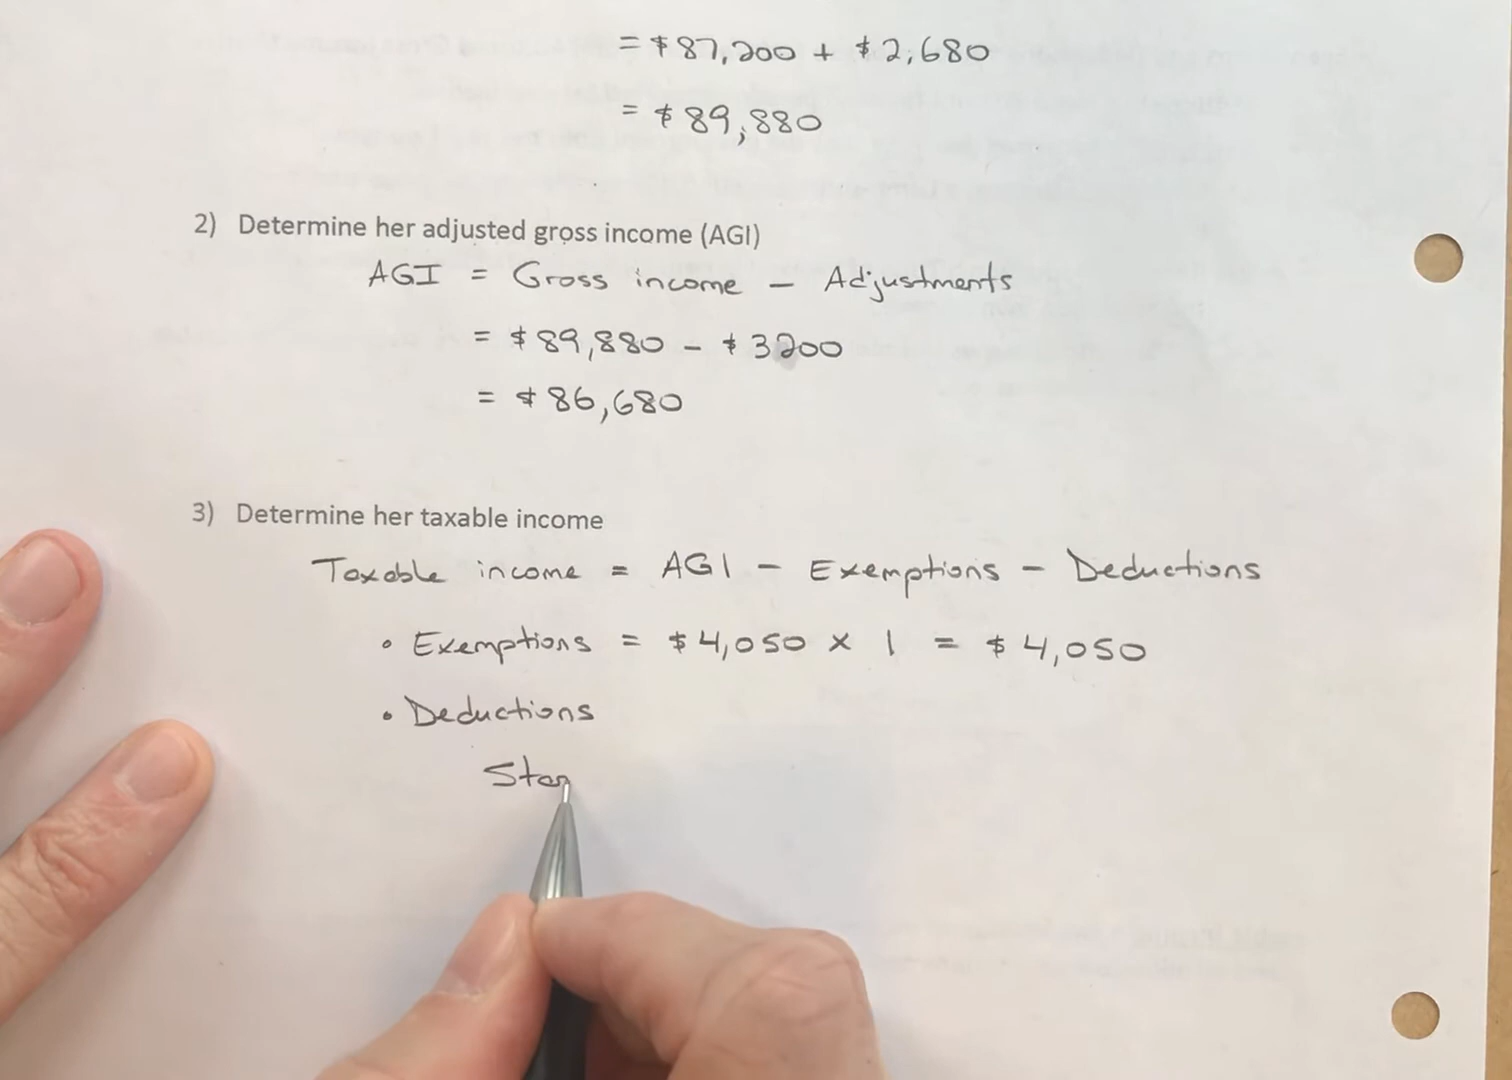 = $87,200 + $2,680
= $89,880
2) Determine her adjusted gross income (AGI)
AGI = Gross income - Adjustments
= $89,880 - $3200
= $86,680
3) Determine her taxable income
Taxable income = AGI - Exemptions - Deductions
• Exemptions = $4,050 x 1 = $4,050
• Deductions
Stan